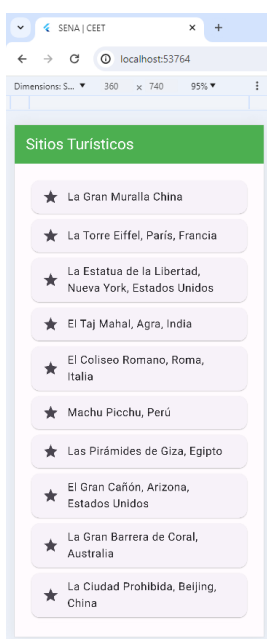 SENA | CEET
localhost:53764
Dimensions: S... 360 × 740 95%
Sitios Turísticos
La Gran Muralla China
La Torre Eiffel, París, Francia
La Estatua de la Libertad,
Nueva York, Estados Unidos
El Taj Mahal, Agra, India
El Coliseo Romano, Roma,
Italia
Machu Picchu, Perú
Las Pirámides de Giza, Egipto
El Gran Cañón, Arizona,
Estados Unidos
La Gran Barrera de Coral,
Australia
La Ciudad Prohibida, Beijing,
China